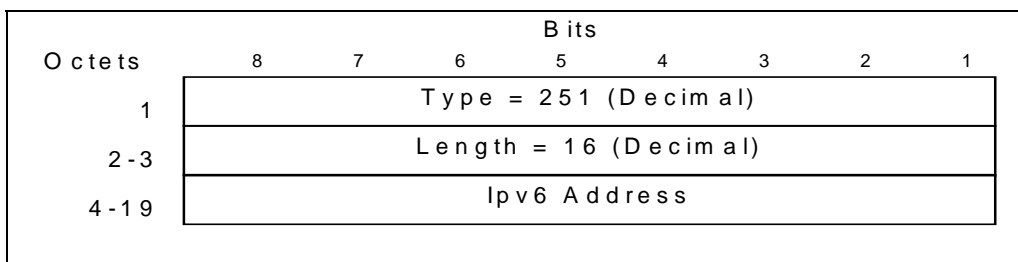 Bits
Octets 8 7 6 5 4 3 2 1
1 Type = 251 (Decimal)
2-3 Length = 16 (Decimal)
4-19 Ipv6 Address